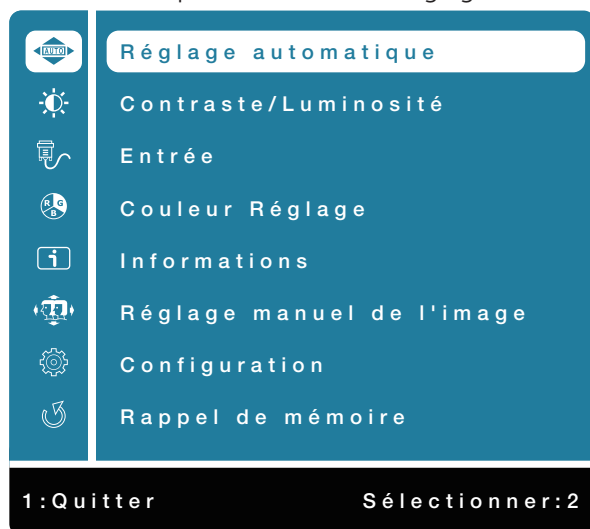 AUTO
Réglage automatique
Contraste/Luminosité
Entrée
R G
B
Couleur Réglage
i
Informations
Réglage manuel de l'image
Configuration
Rappel de mémoire
1:Quitter Sélectionner:2